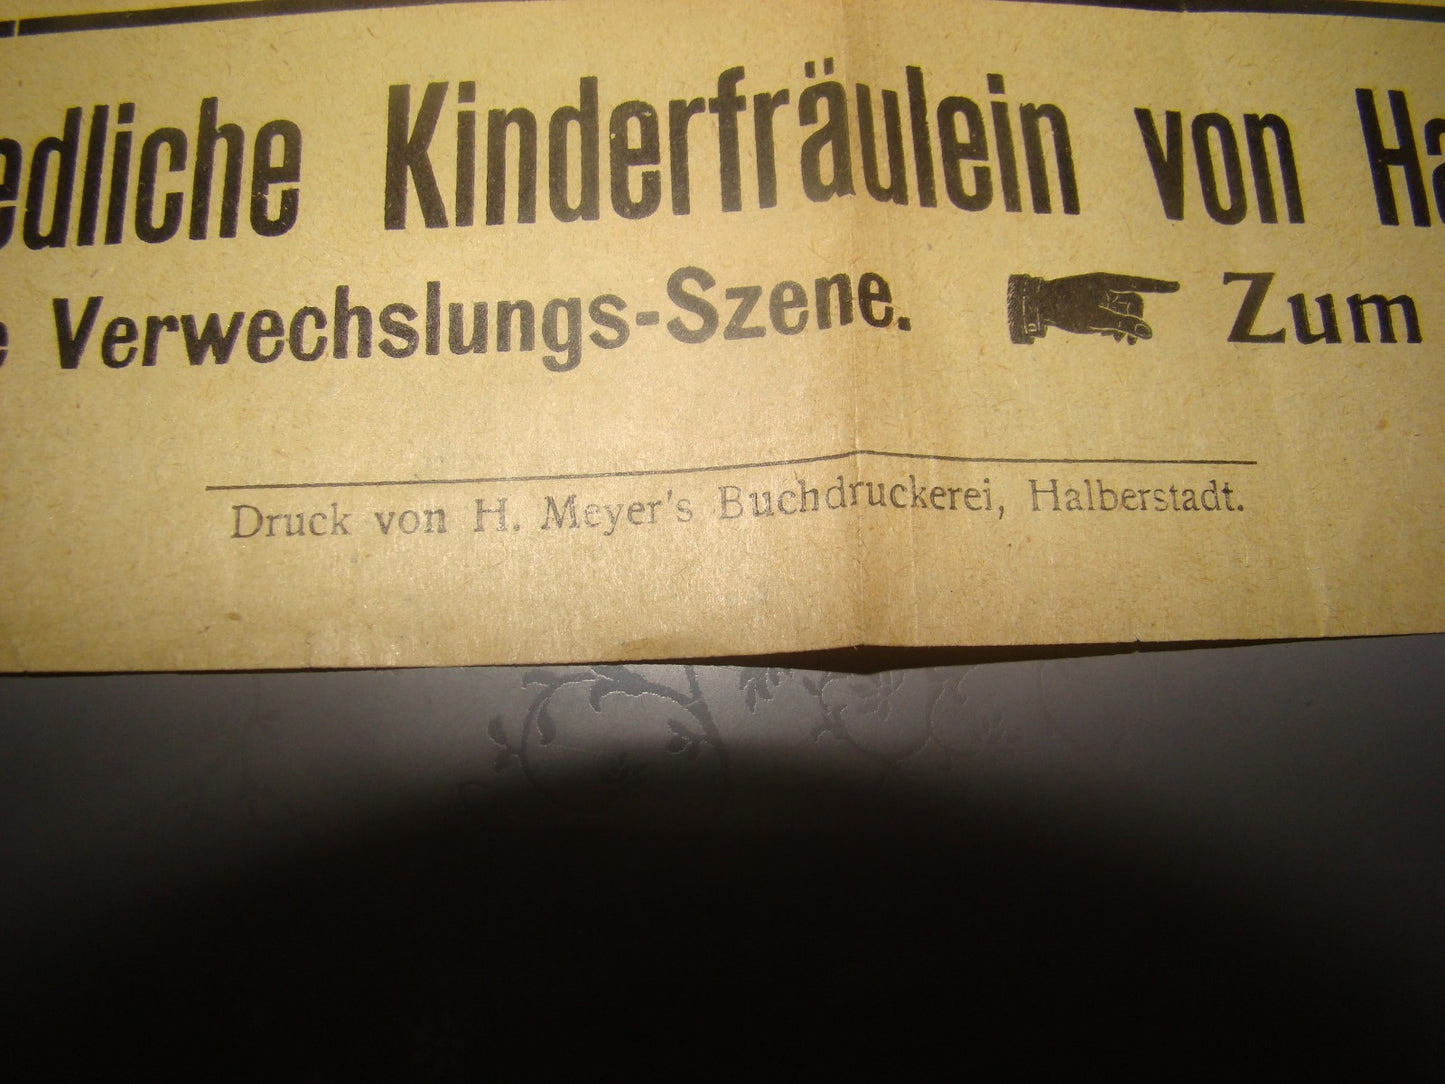 edliche Kinderfräulein von Ha
e Verwechslungs-Szene. Zum
Druck von H. Meyer's Buchdruckerei, Halberstadt.